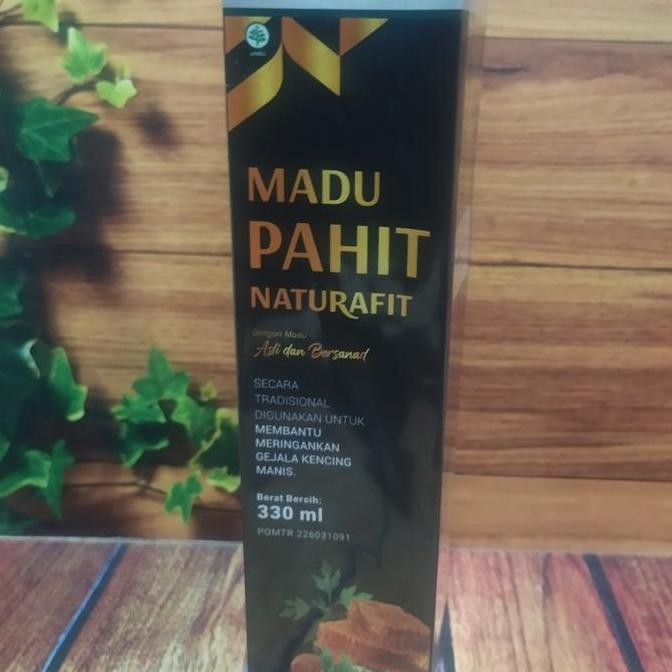 JAMU
MADU
PAHIT
NATURAFIT
Dengan Madu
Asli dan Bersanad
SECARA
TRADISIONAL
DIGUNAKAN UNTUK
MEMBANTU
MERINGANKAN
GEJALA KENCING
MANIS.
Berat Bersih:
330 ml
POMTR 226031091